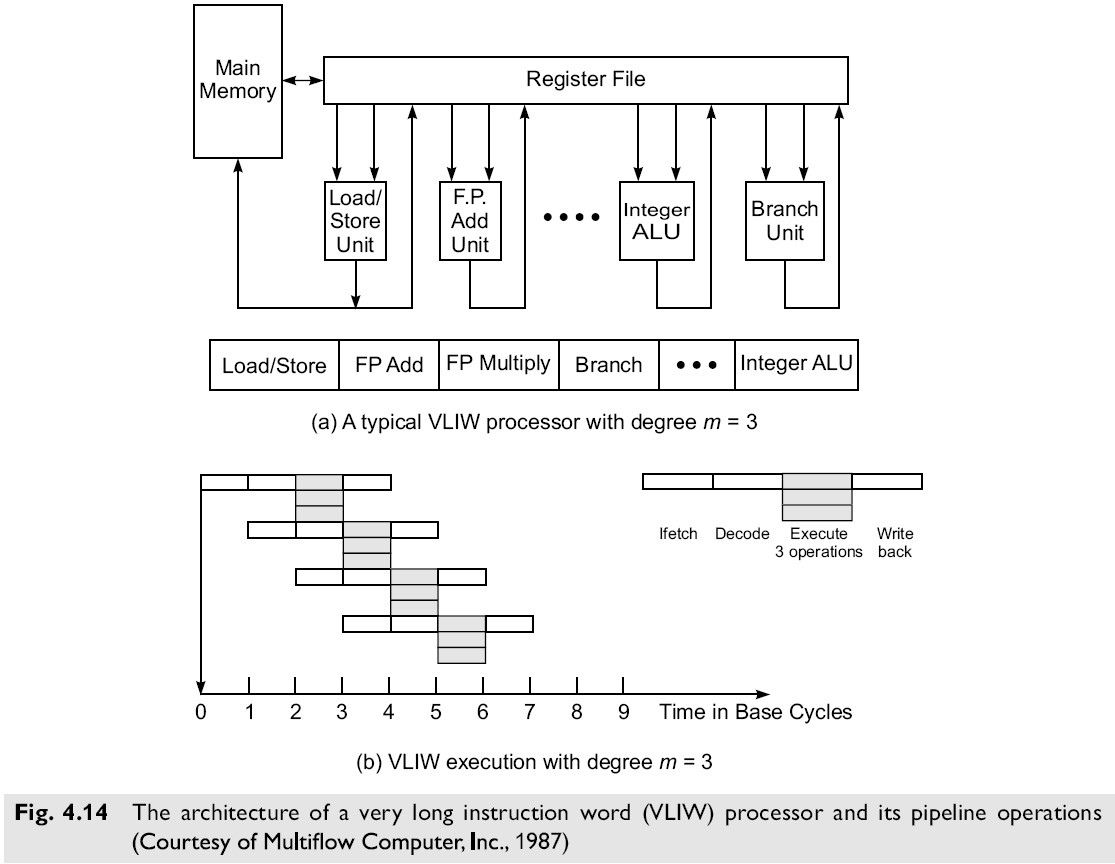 Main
Memory
Register File
Load/
Store
Unit
F.P.
Add
Unit
Integer
ALU
Branch
Unit
Load/Store FP Add FP Multiply Branch Integer ALU
(a) A typical VLIW processor with degree m = 3
Ifetch Decode Execute Write
3 operations back
0 1 2 3 4 5 6 7 8 9 Time in Base Cycles
(b) VLIW execution with degree m = 3
Fig. 4.14 The architecture of a very long instruction word (VLIW) processor and its pipeline operations
(Courtesy of Multiflow Computer, Inc., 1987)